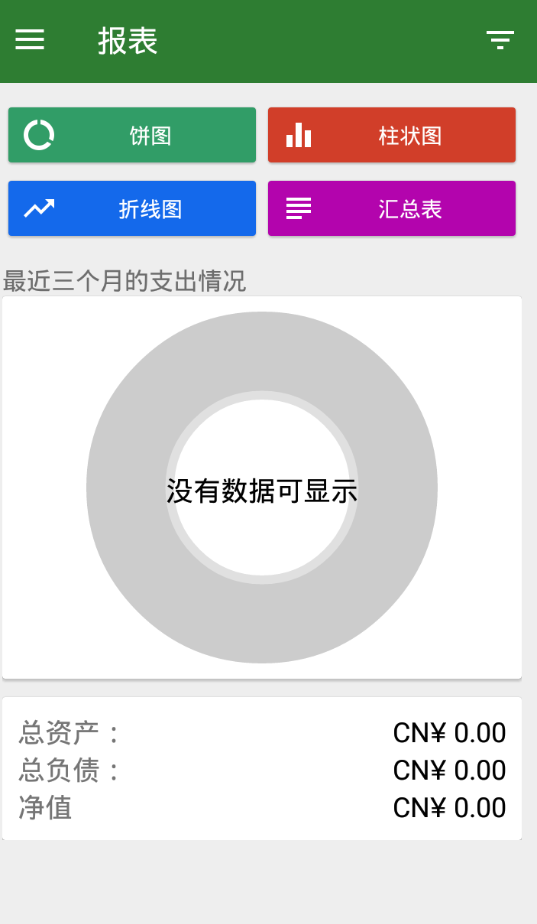 报表
饼图
柱状图
折线图
汇总表
最近三个月的支出情况
没有数据可显示
总资产： CN¥ 0.00
总负债： CN¥ 0.00
净值 CN¥ 0.00